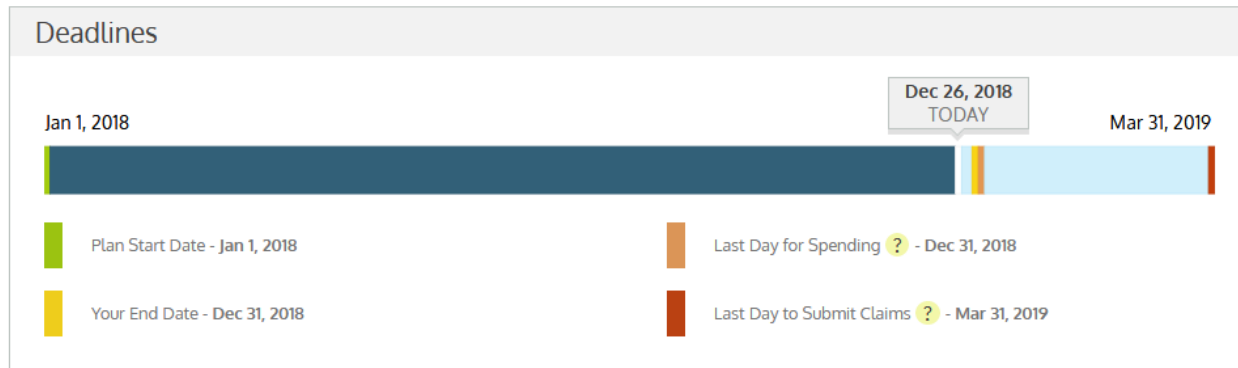 Deadlines
Dec 26, 2018
TODAY
Jan 1, 2018
Mar 31, 2019
Plan Start Date - Jan 1, 2018
Last Day for Spending ? - Dec 31, 2018
Your End Date - Dec 31, 2018
Last Day to Submit Claims ? - Mar 31, 2019